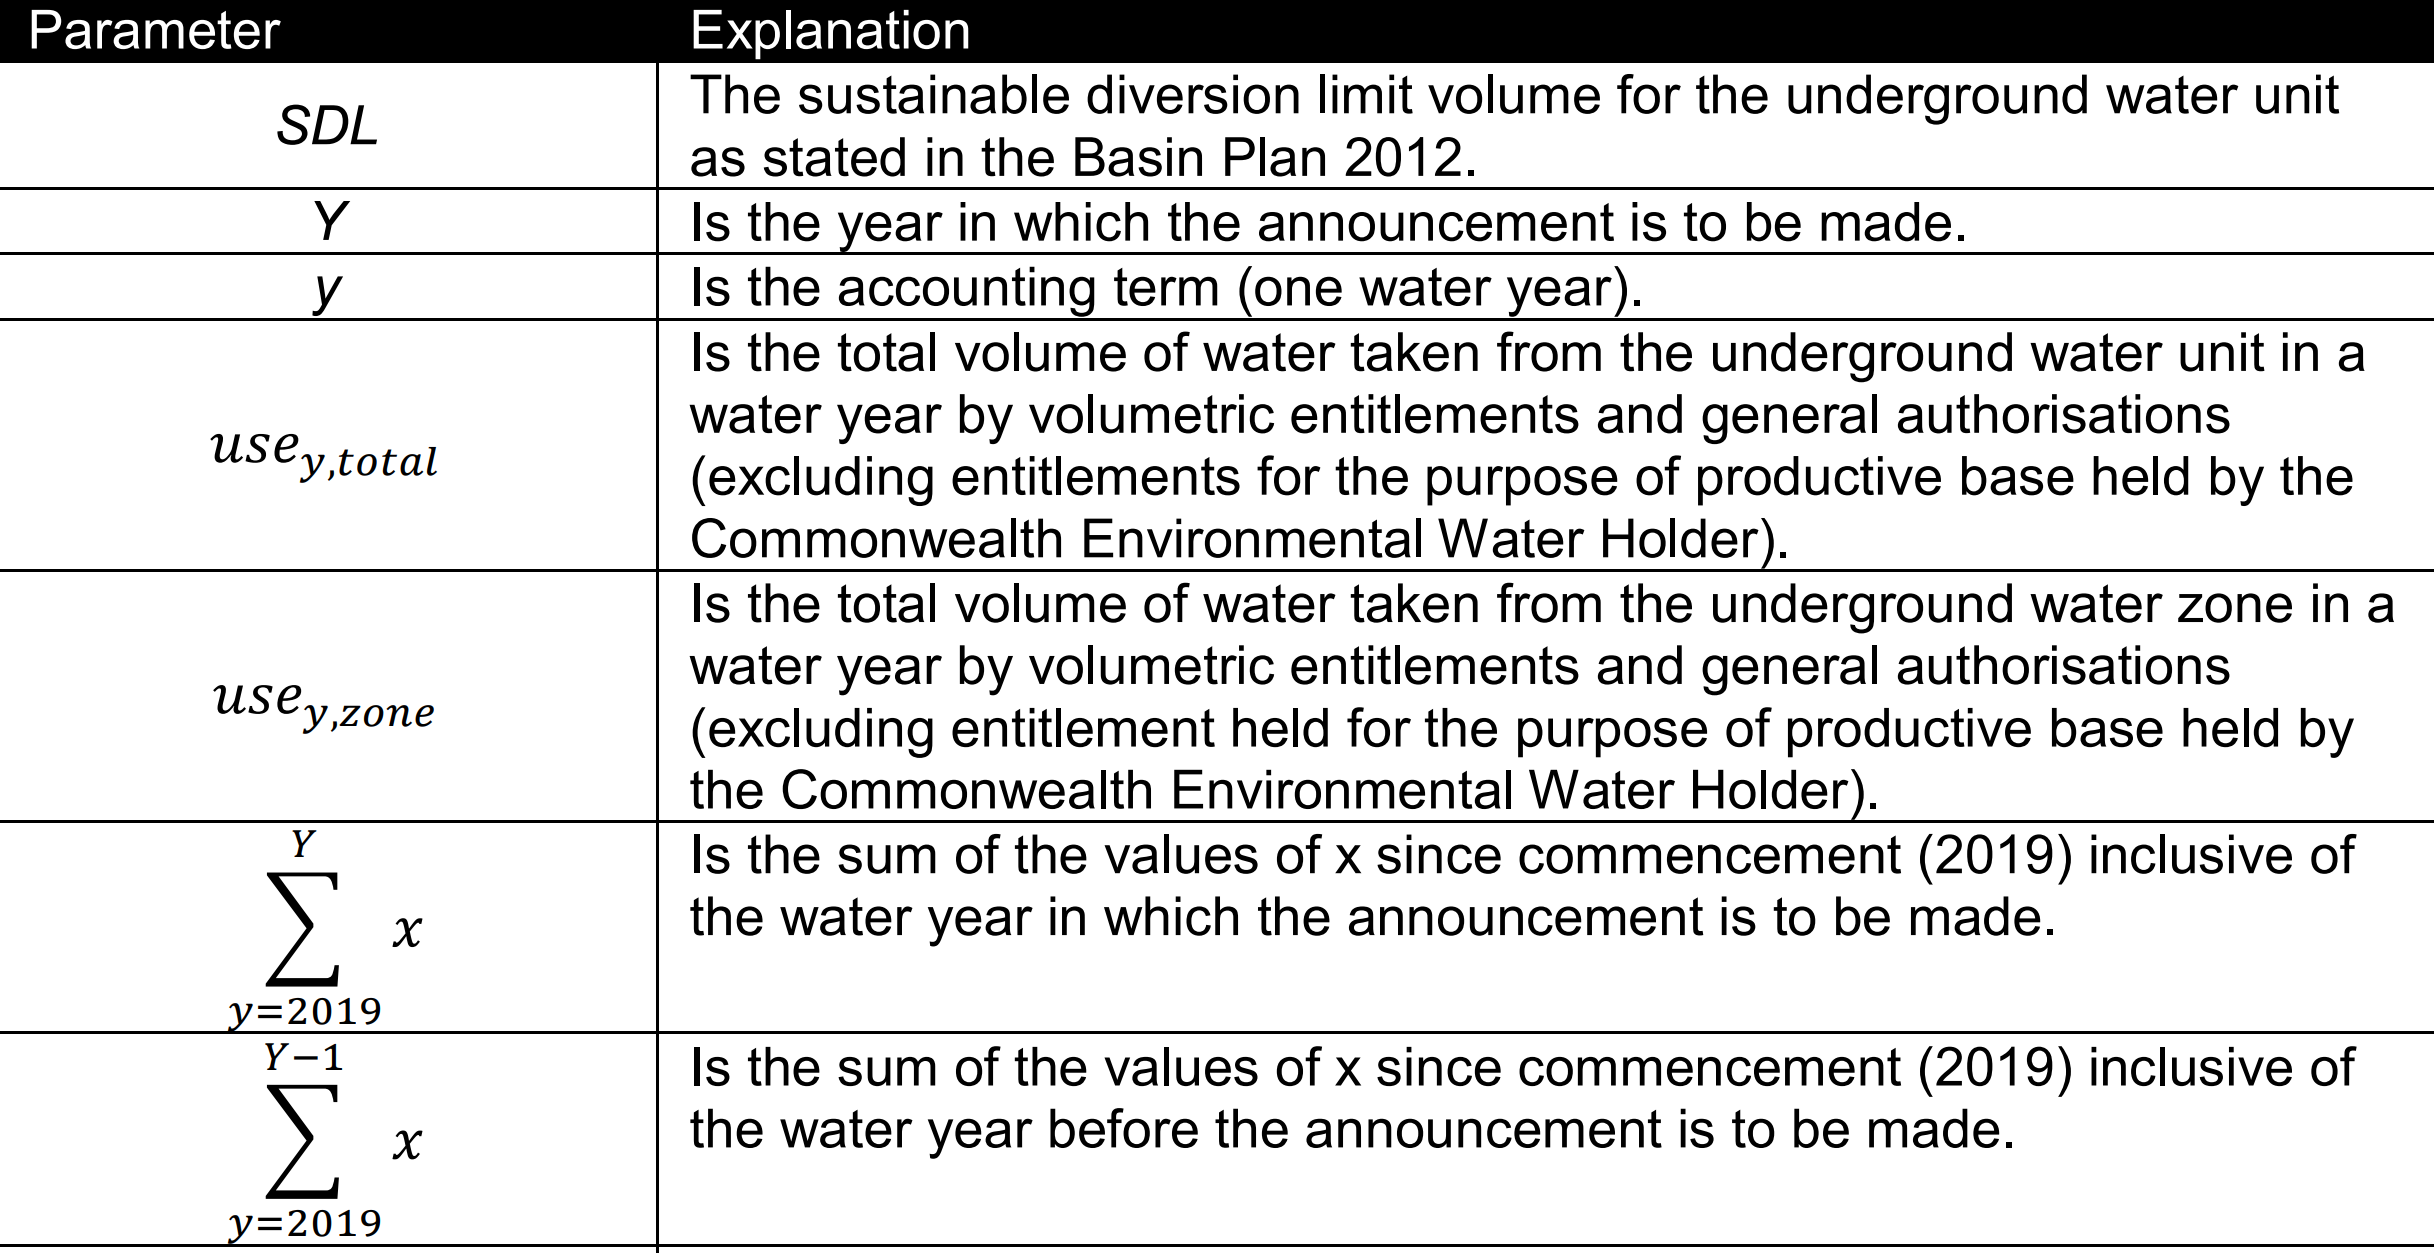 Parameter Explanation
SDL
The sustainable diversion limit volume for the underground water unit
as stated in the Basin Plan 2012.
Y
Is the year in which the announcement is to be made.
y
Is the accounting term (one water year).
use_{y,total}
Is the total volume of water taken from the underground water unit in a
water year by volumetric entitlements and general authorisations
(excluding entitlements for the purpose of productive base held by the
Commonwealth Environmental Water Holder).
use_{y,zone}
Is the total volume of water taken from the underground water zone in a
water year by volumetric entitlements and general authorisations
(excluding entitlement held for the purpose of productive base held by
the Commonwealth Environmental Water Holder).
Y
∑ x
y=2019
Is the sum of the values of x since commencement (2019) inclusive of
the water year in which the announcement is to be made.
Y−1
∑ x
y=2019
Is the sum of the values of x since commencement (2019) inclusive of
the water year before the announcement is to be made.